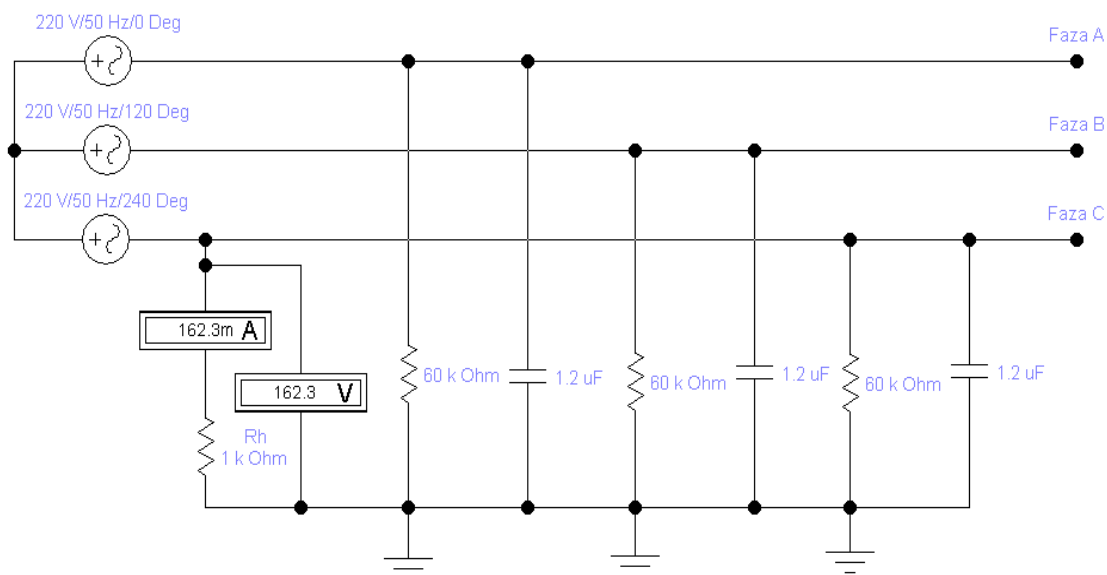 220 V/50 Hz/0 Deg
Faza A
220 V/50 Hz/120 Deg
Faza B
220 V/50 Hz/240 Deg
Faza C
162.3m A
162.3 V
60 k Ohm
1.2 uF
60 k Ohm
1.2 uF
60 k Ohm
1.2 uF
Rh
1 k Ohm